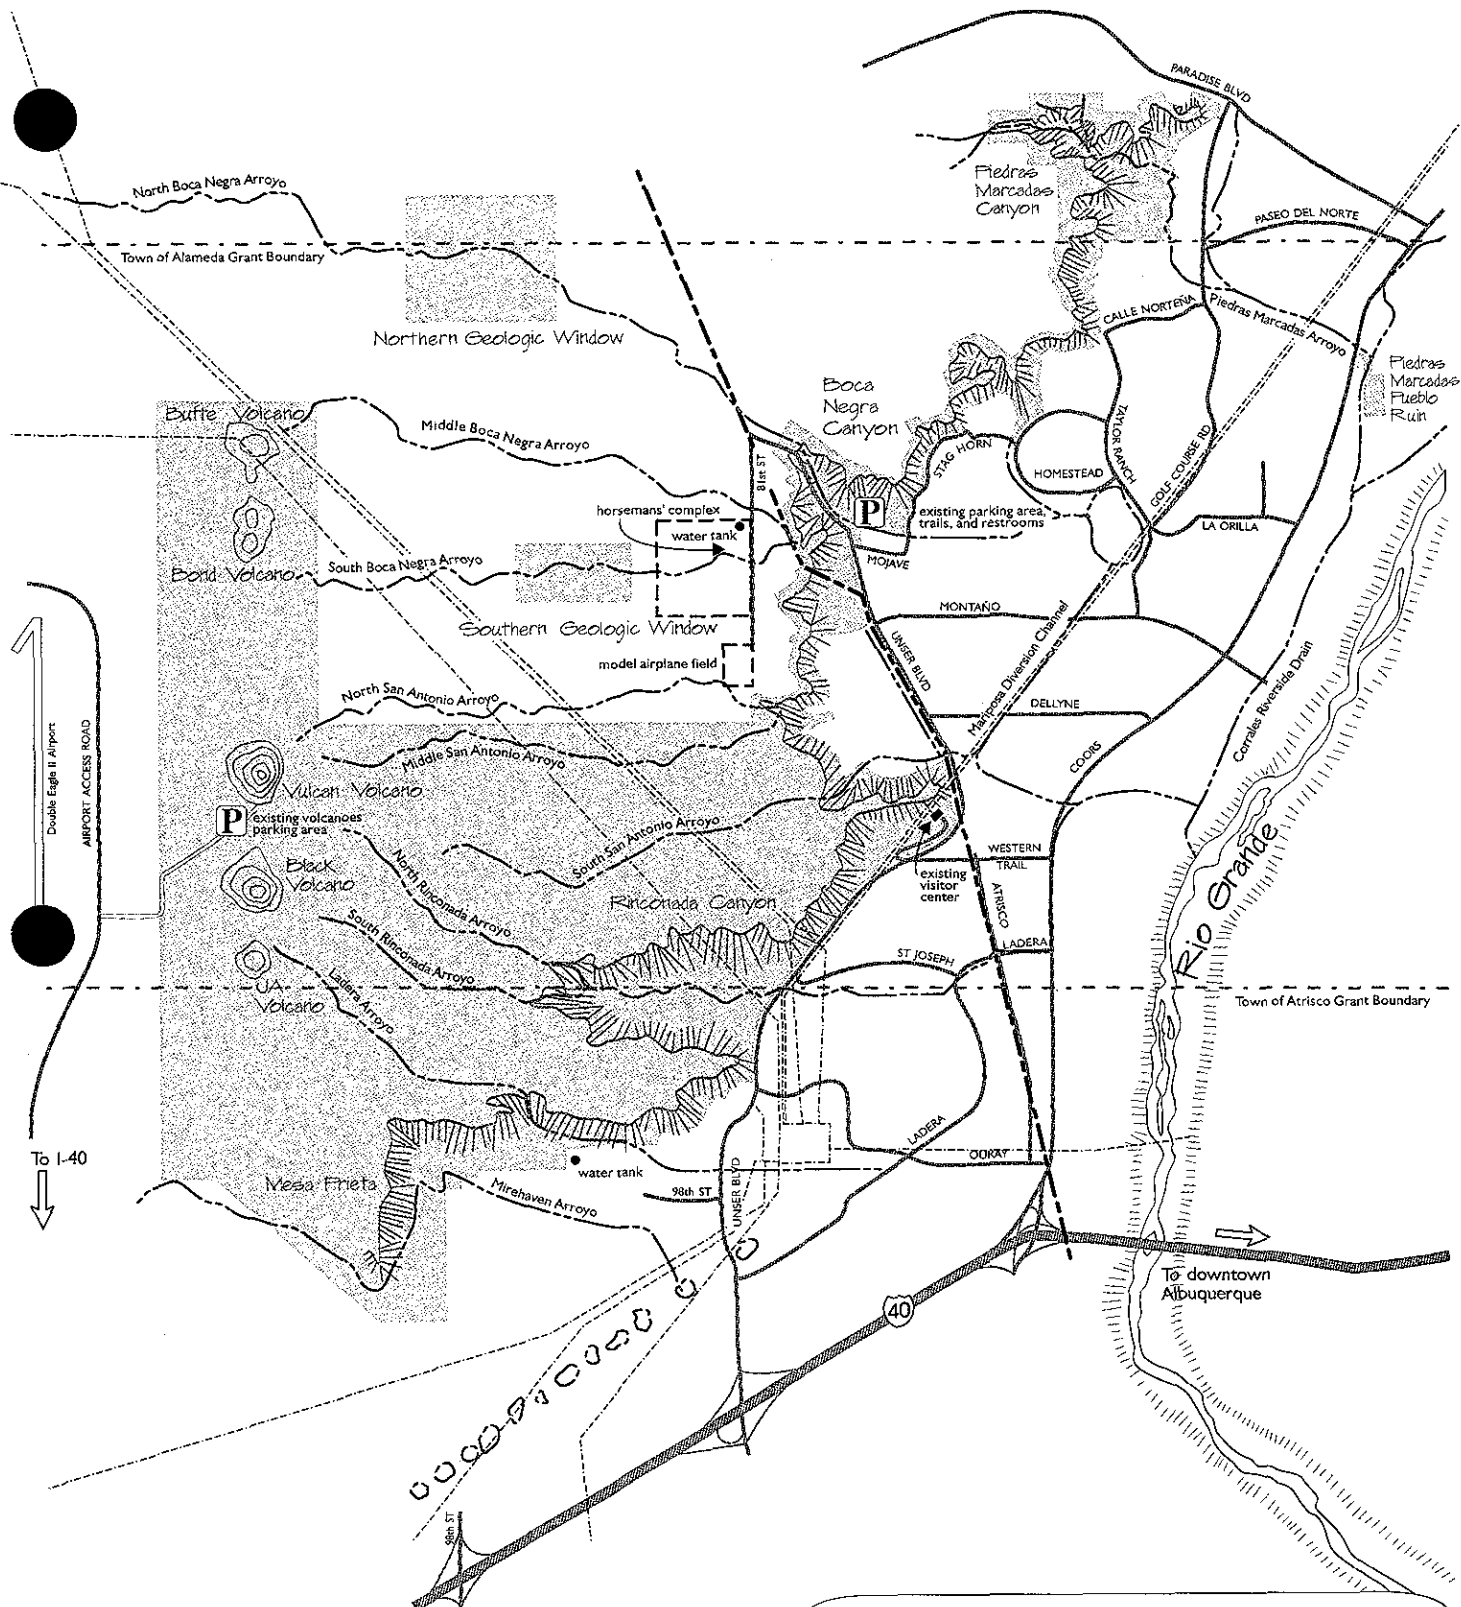 PARADISE BLVD
North Boca Negra Arroyo
Piedras
Marcadas
Canyon
PASEO DEL NORTE
Town of Alameda Grant Boundary
CALLE NORTEÑA
Piedras Marcadas Arroyo
Northern Geologic Window
Piedras
Marcadas
Pueblo
Ruin
Boca
Negra
Canyon
Butte Volcano
Middle Boca Negra Arroyo
TAYLOR RANCH
GOLF COURSE RD
STAG HORN
HOMESTEAD
81st ST
horsemans' complex
water tank
P
existing parking area,
trails, and restrooms
LA ORILLA
MOJAVE
Bond Volcano
South Boca Negra Arroyo
MONTAÑO
Southern Geologic Window
UNSER BLVD
Mariposa Diversion Channel
model airplane field
Corrales Riverside Drain
North San Antonio Arroyo
DELLYNE
COORS
Middle San Antonio Arroyo
Double Eagle II Airport
AIRPORT ACCESS ROAD
Vulcan Volcano
P
existing volcanoes
parking area
South San Antonio Arroyo
North Rinconada Arroyo
Black
Volcano
WESTERN
TRAIL
existing
visitor
center
ATRISCO
Rio Grande
Rinconada Canyon
South Rinconada Arroyo
LADERA
ST JOSEPH
JA
Volcano
Ladera Arroyo
Town of Atrisco Grant Boundary
LADERA
OURAY
To I-40
water tank
Mesa Prieta
Mirehaven Arroyo
98th ST
UNSER BLVD
To downtown
Albuquerque
40
98th ST